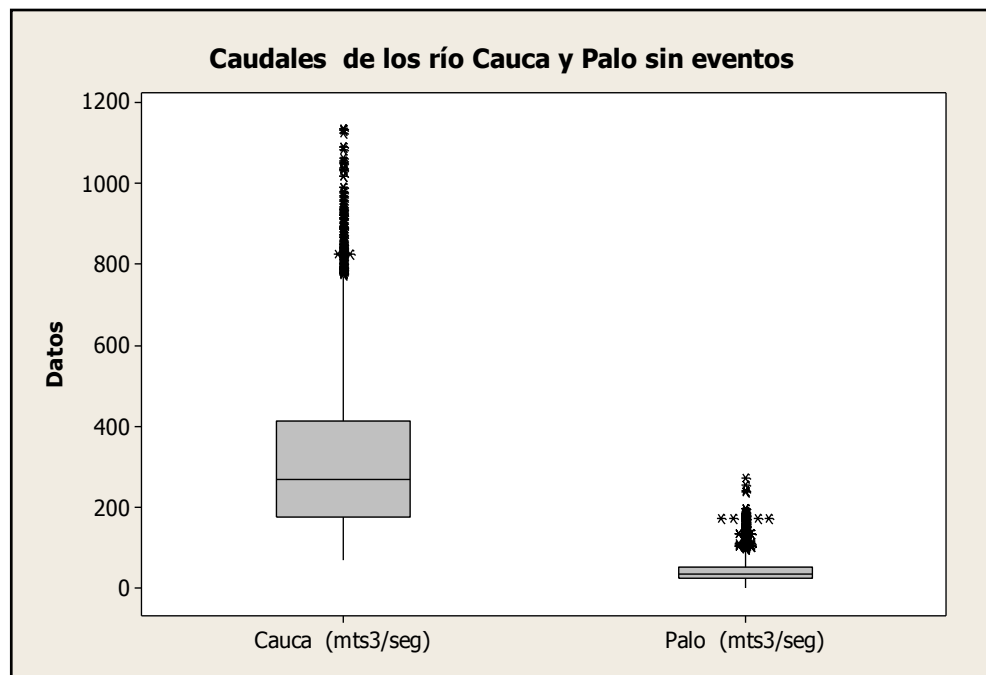 Caudales de los río Cauca y Palo sin eventos
1200
1000
800
600
400
200
0
Datos
Cauca (mts3/seg)
Palo (mts3/seg)